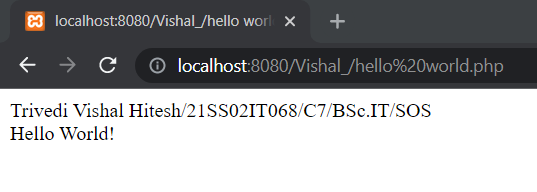 localhost:8080/Vishal_/hello worl
localhost:8080/Vishal_/hello%20world.php
Trivedi Vishal Hitesh/21SS02IT068/C7/BSc.IT/SOS
Hello World!